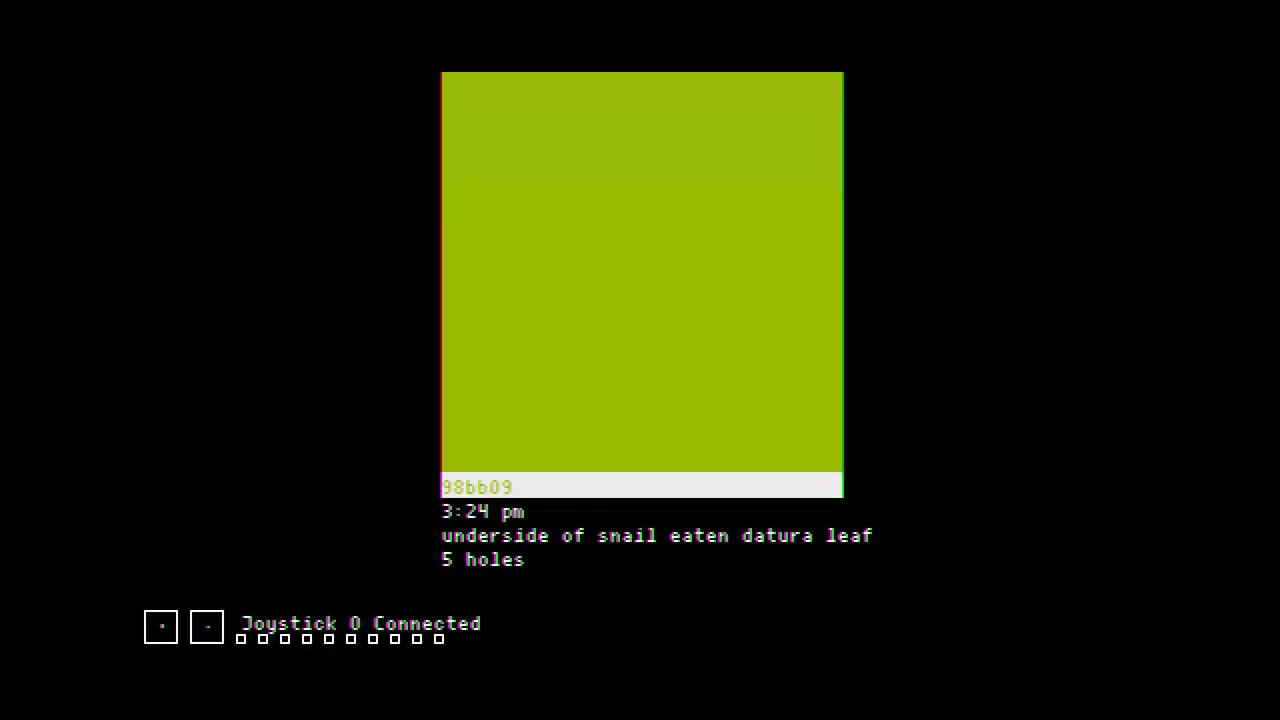 98bb09
3:24 pm
underside of snail eaten datura leaf
5 holes
Joystick 0 Connected